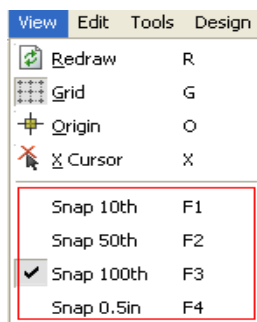 View Edit Tools Design
Redraw R
Grid G
Origin O
X Cursor X
Snap 10th F1
Snap 50th F2
Snap 100th F3
Snap 0.5in F4